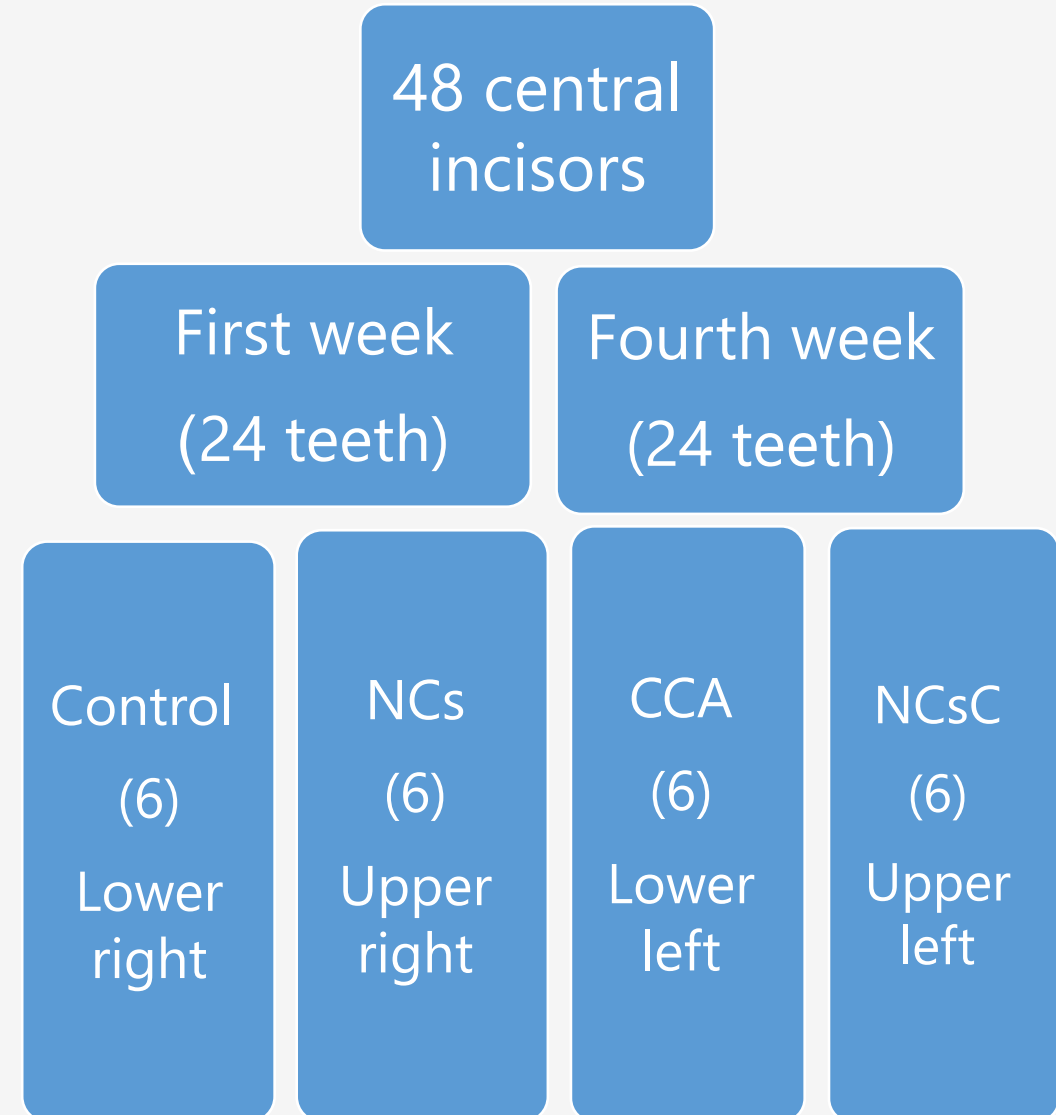 48 central
incisors
First week
(24 teeth)
Fourth week
(24 teeth)
Control
(6)
Lower
right
NCs
(6)
Upper
right
CCA
(6)
Lower
left
NCsC
(6)
Upper
left